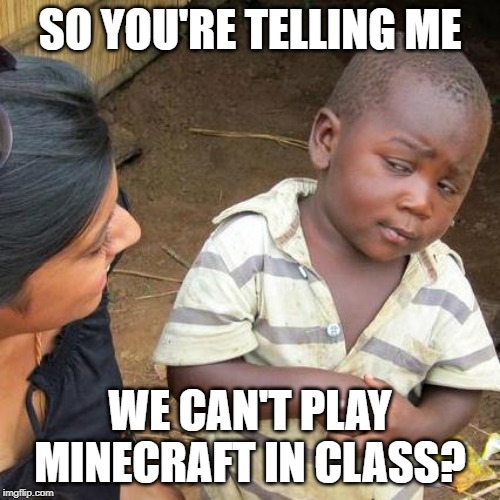 SO YOU'RE TELLING ME
WE CAN'T PLAY
MINECRAFT IN CLASS?
imgflip.com